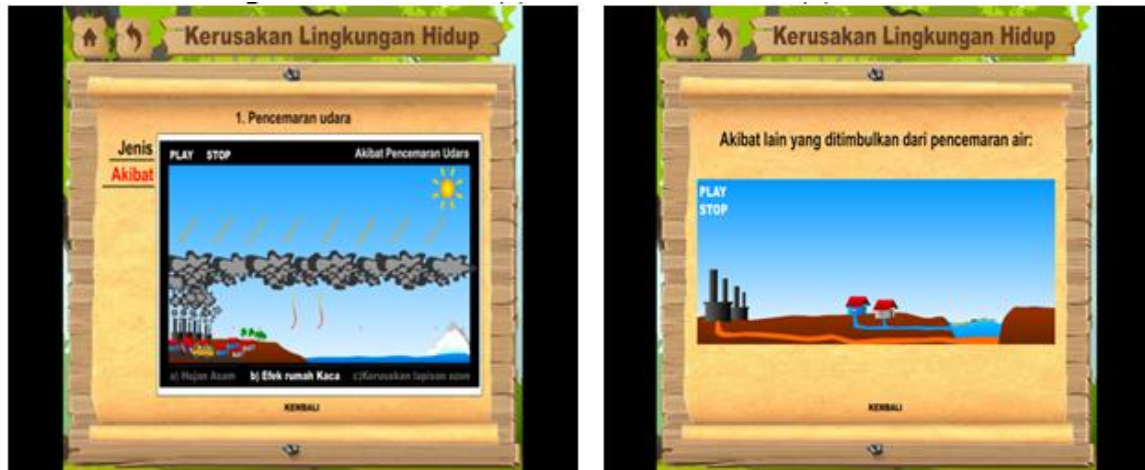 Kerusakan Lingkungan Hidup
1. Pencemaran udara
Jenis
Akibat
PLAY STOP
Akibat Pencemaran Udara
a) Hujan Asam b) Efek rumah Kaca c)Kerusakan lapisan ozon
KEMBALI
Kerusakan Lingkungan Hidup
Akibat lain yang ditimbulkan dari pencemaran air:
PLAY
STOP
KEMBALI